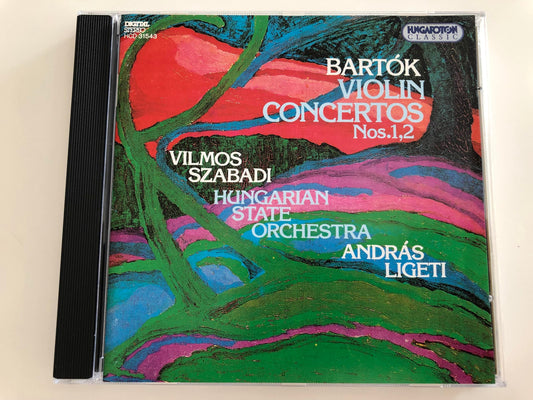 DIGITAL
STEREO
HCD 31543
HUNGAROTON
CLASSIC
BARTÓK
VIOLIN
CONCERTOS
Nos.1,2
VILMOS
SZABADI
HUNGARIAN
STATE
ORCHESTRA
ANDRÁS
LIGETI